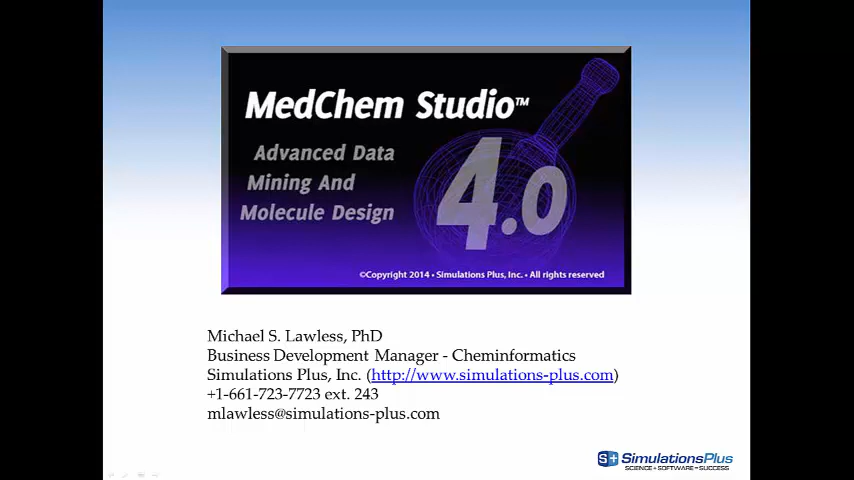 MedChem Studio™
Advanced Data
Mining And
Molecule Design
4.0
©Copyright 2014 • Simulations Plus, Inc. • All rights reserved
Michael S. Lawless, PhD
Business Development Manager - Cheminformatics
Simulations Plus, Inc. (http://www.simulations-plus.com)
+1-661-723-7723 ext. 243
mlawless@simulations-plus.com
S+ SimulationsPlus
SCIENCE + SOFTWARE = SUCCESS